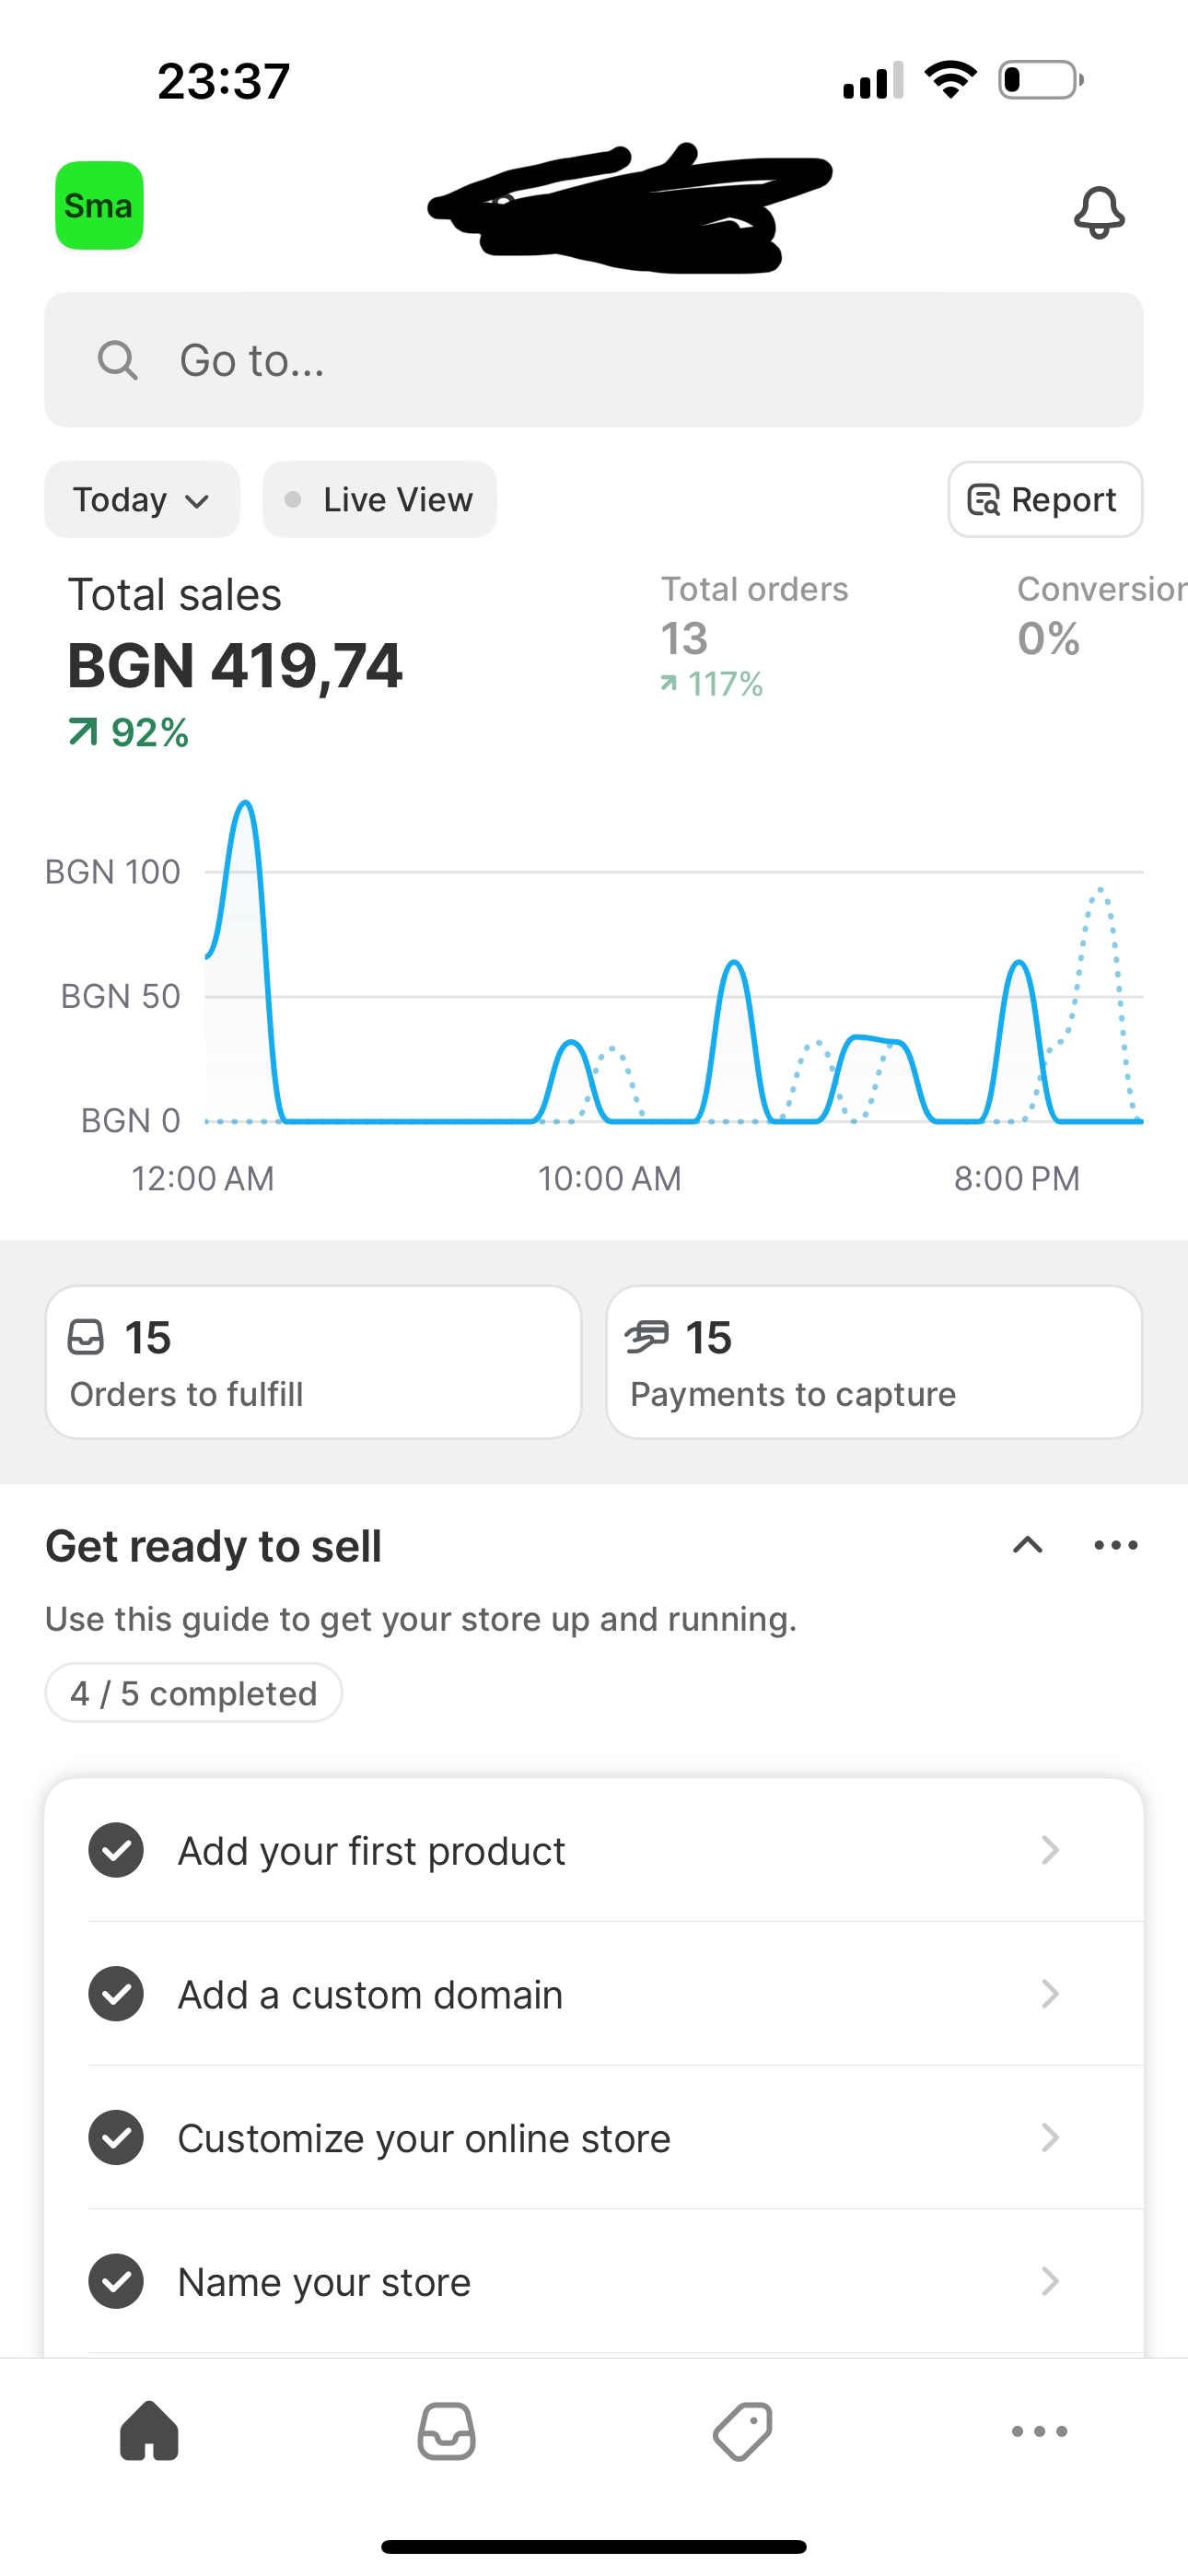 23:37
Sma
Go to...
Today
Live View
Report
Total sales
Total orders
Conversion
BGN 419,74
13
0%
92%
117%
BGN 100
BGN 50
BGN 0
12:00 AM 10:00 AM 8:00 PM
15
Orders to fulfill
15
Payments to capture
Get ready to sell
Use this guide to get your store up and running.
4 / 5 completed
Add your first product
Add a custom domain
Customize your online store
Name your store